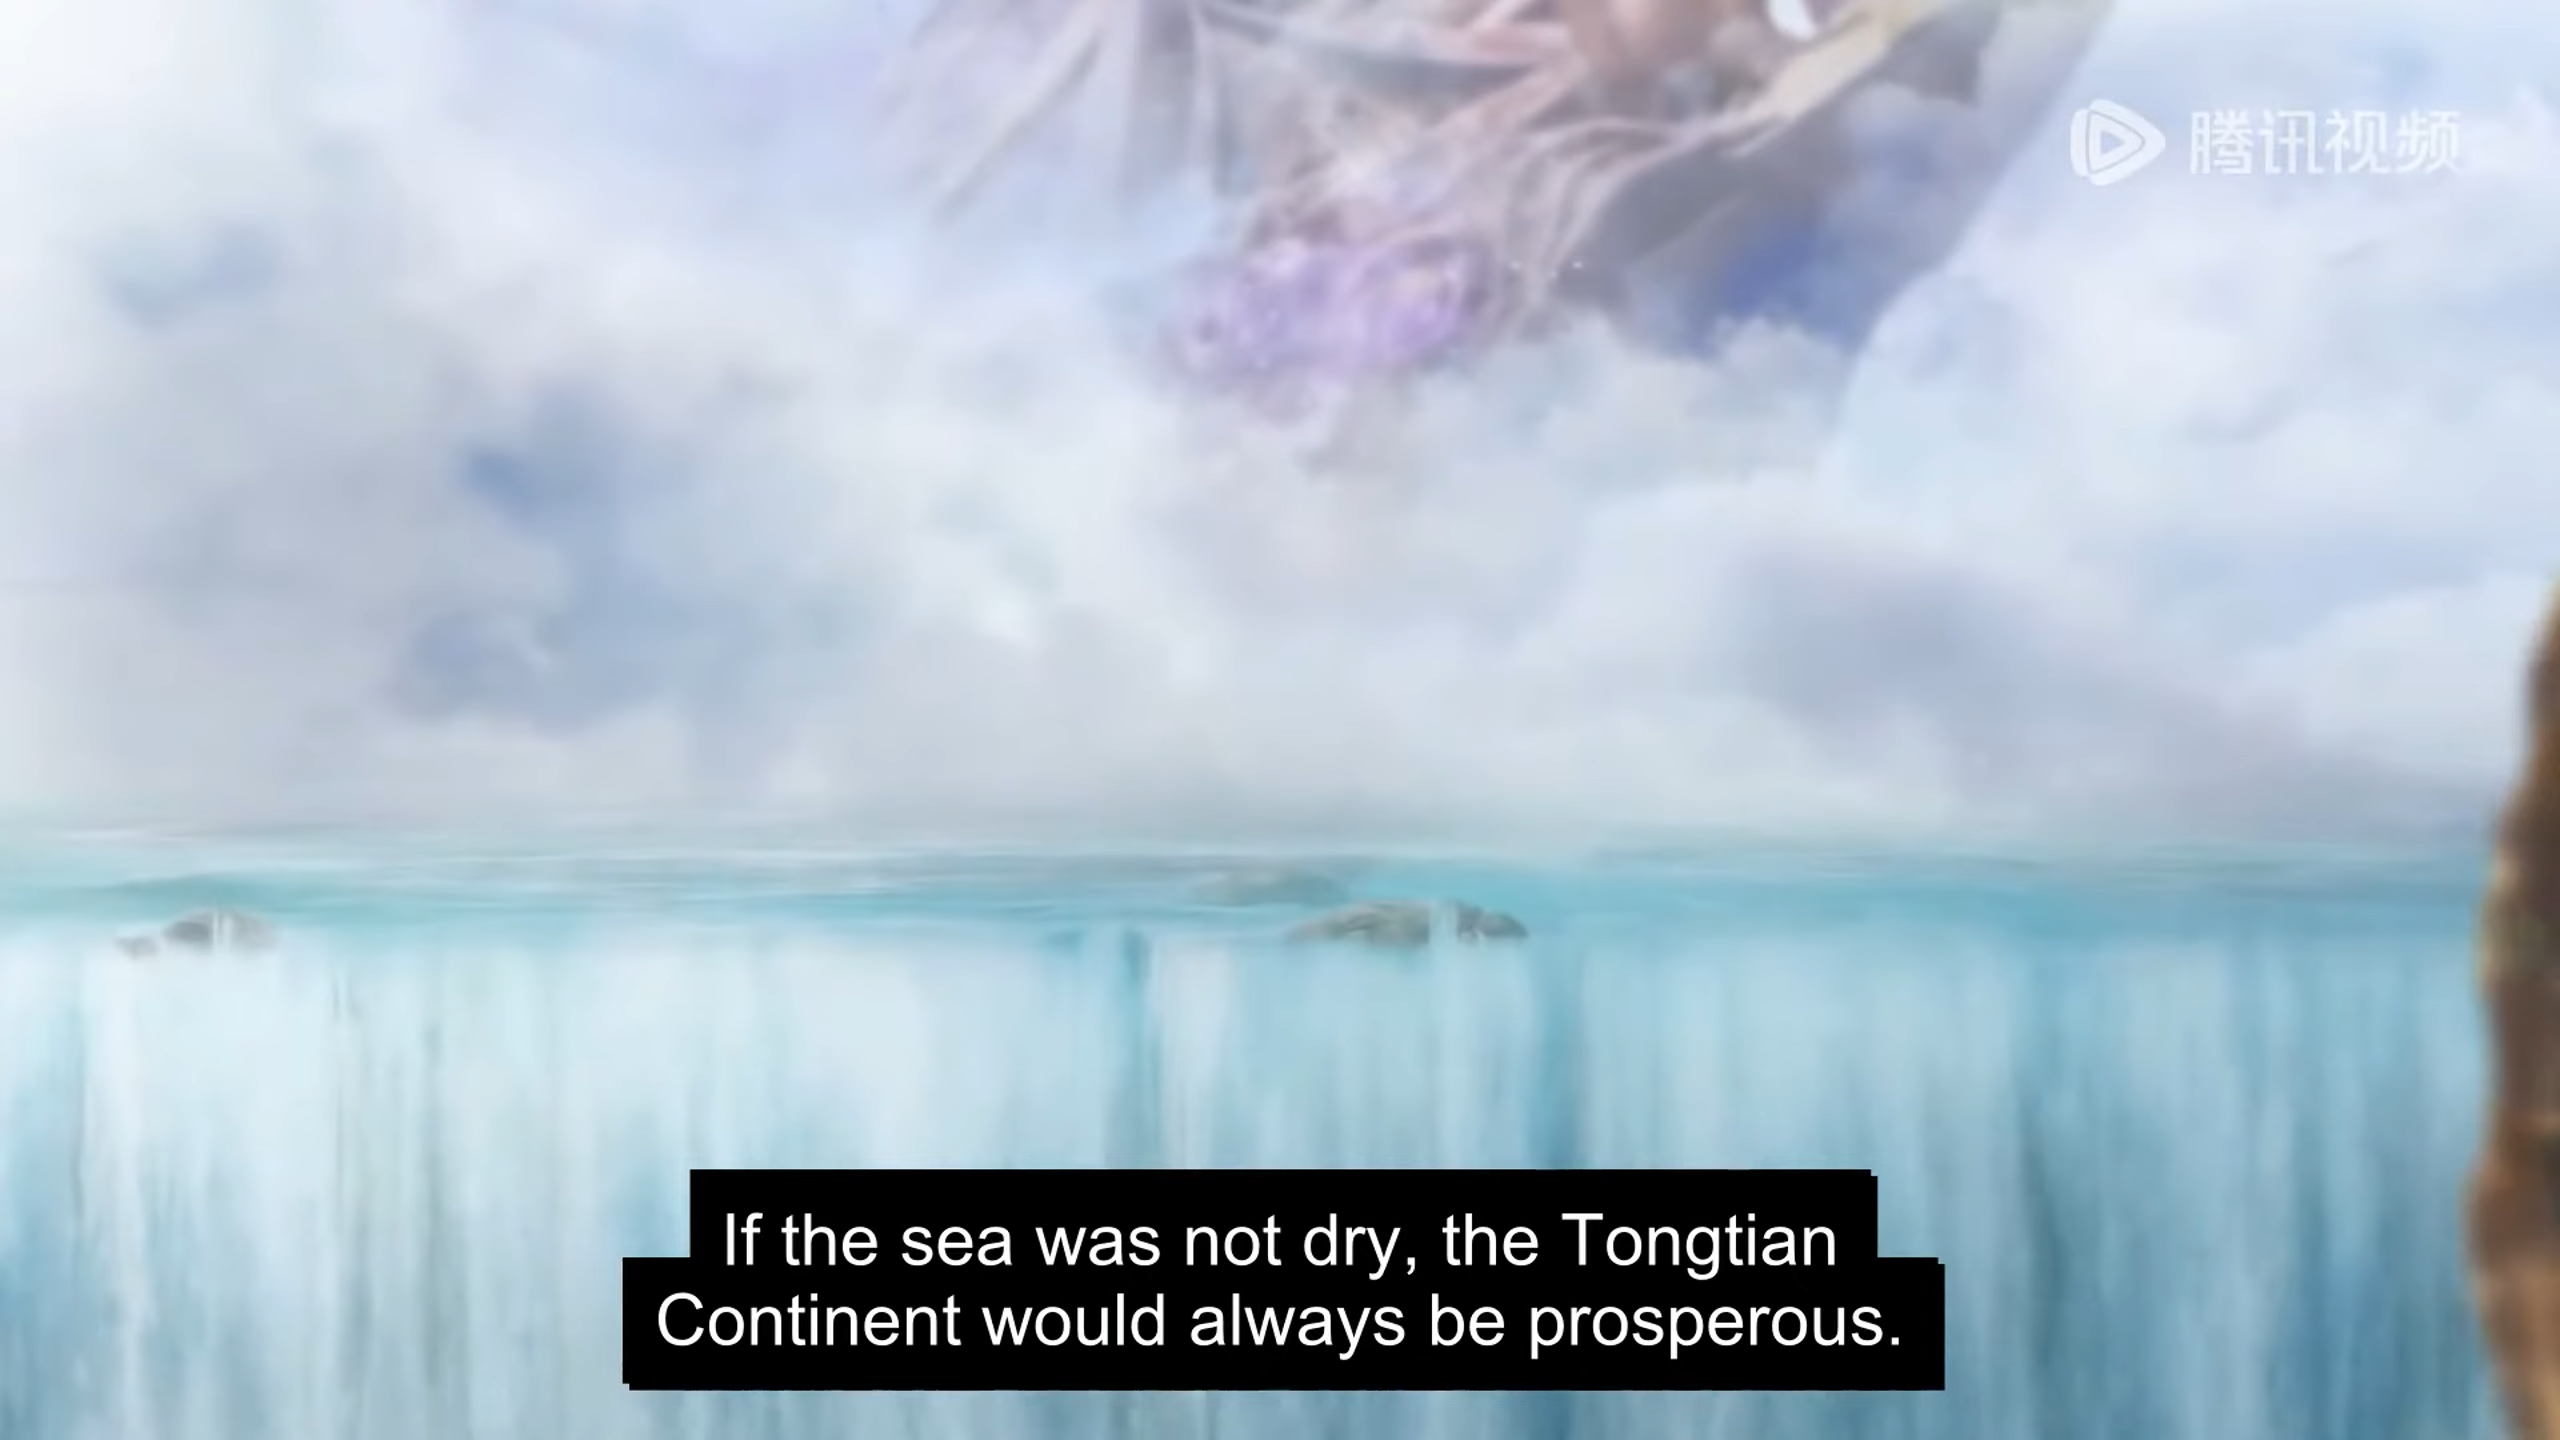 腾讯视频
If the sea was not dry, the Tongtian
Continent would always be prosperous.